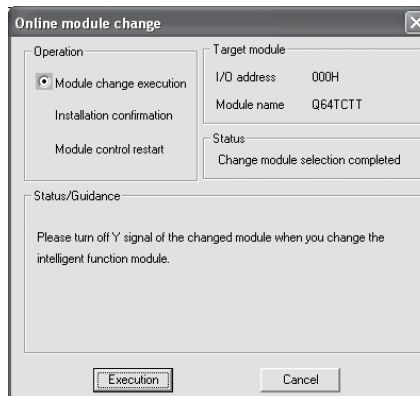 Online module change
Operation
Module change execution
Installation confirmation
Module control restart
Target module
I/O address 000H
Module name Q64TCTT
Status
Change module selection completed
Status/Guidance
Please turn off Y signal of the changed module when you change the
intelligent function module.
Execution
Cancel